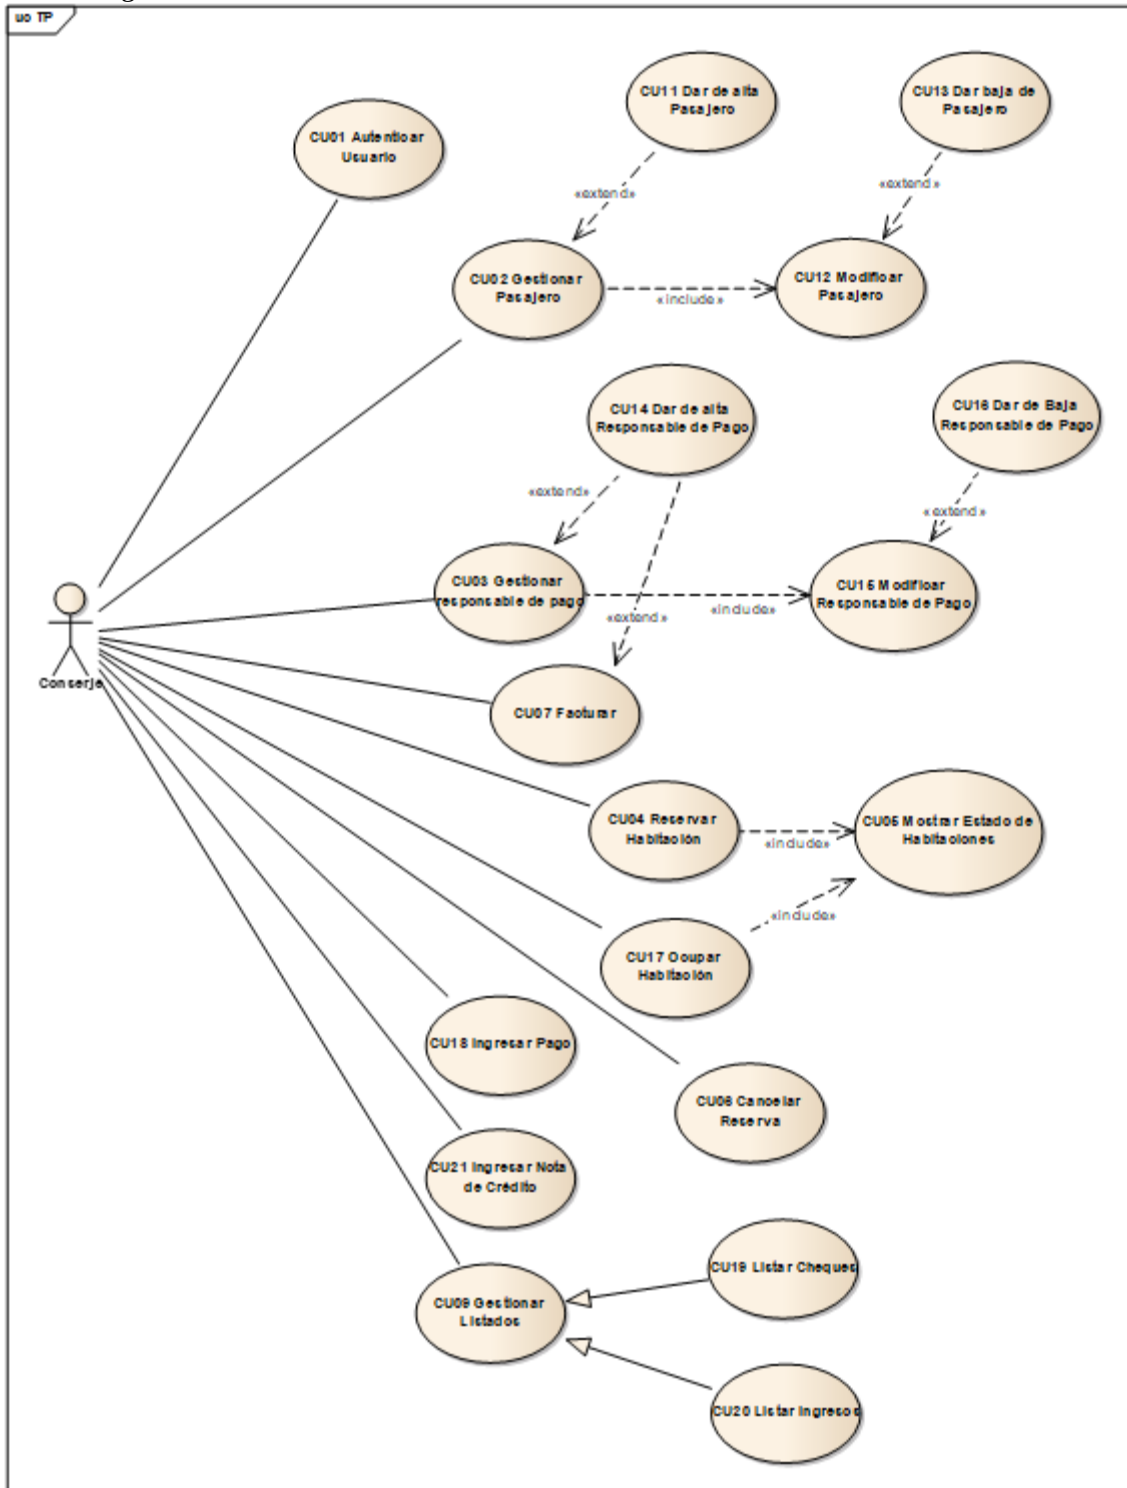 uc TP
CU11 Dar de alta
Pasajero
CU13 Dar baja de
Pasajero
CU01 Autenticar
Usuario
«extend»
«extend»
CU02 Gestionar
Pasajero
«include»
CU12 Modificar
Pasajero
CU14 Dar de alta
Responsable de Pago
CU16 Dar de Baja
Responsable de Pago
«extend»
«extend»
CU03 Gestionar
responsable de pago
«include»
CU15 Modificar
Responsable de Pago
«extend»
Conserje
CU07 Facturar
CU04 Reservar
Habitación
«include»
CU05 Mostrar Estado de
Habitaciones
«include»
CU17 Ocupar
Habitación
CU18 Ingresar Pago
CU06 Cancelar
Reserva
CU21 Ingresar Nota
de Crédito
CU19 Listar Cheques
CU09 Gestionar
Listados
CU20 Listar Ingresos